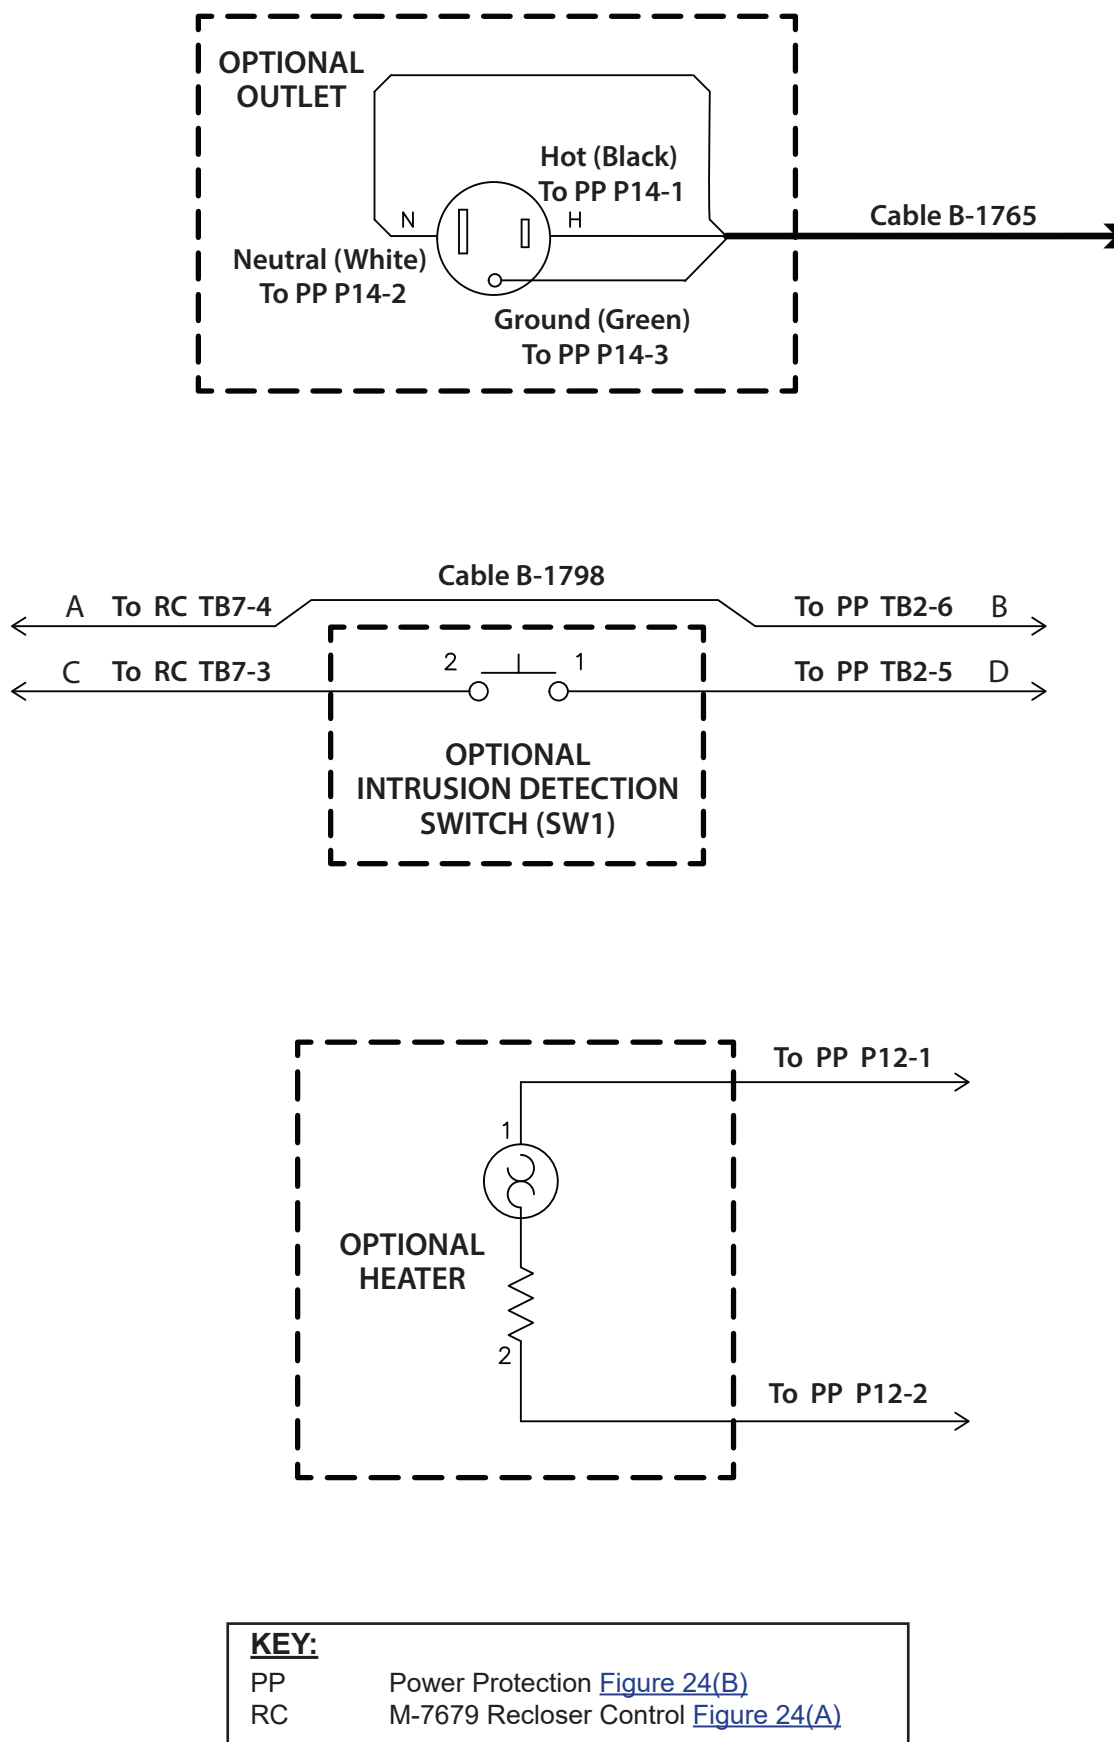 OPTIONAL
OUTLET
Hot (Black)
To PP P14-1
N
H
Cable B-1765
Neutral (White)
To PP P14-2
Ground (Green)
To PP P14-3
Cable B-1798
A To RC TB7-4
To PP TB2-6 B
C To RC TB7-3
2 1
To PP TB2-5 D
OPTIONAL
INTRUSION DETECTION
SWITCH (SW1)
To PP P12-1
1
OPTIONAL
HEATER
2
To PP P12-2
KEY:
PP Power Protection Figure 24(B)
RC M-7679 Recloser Control Figure 24(A)